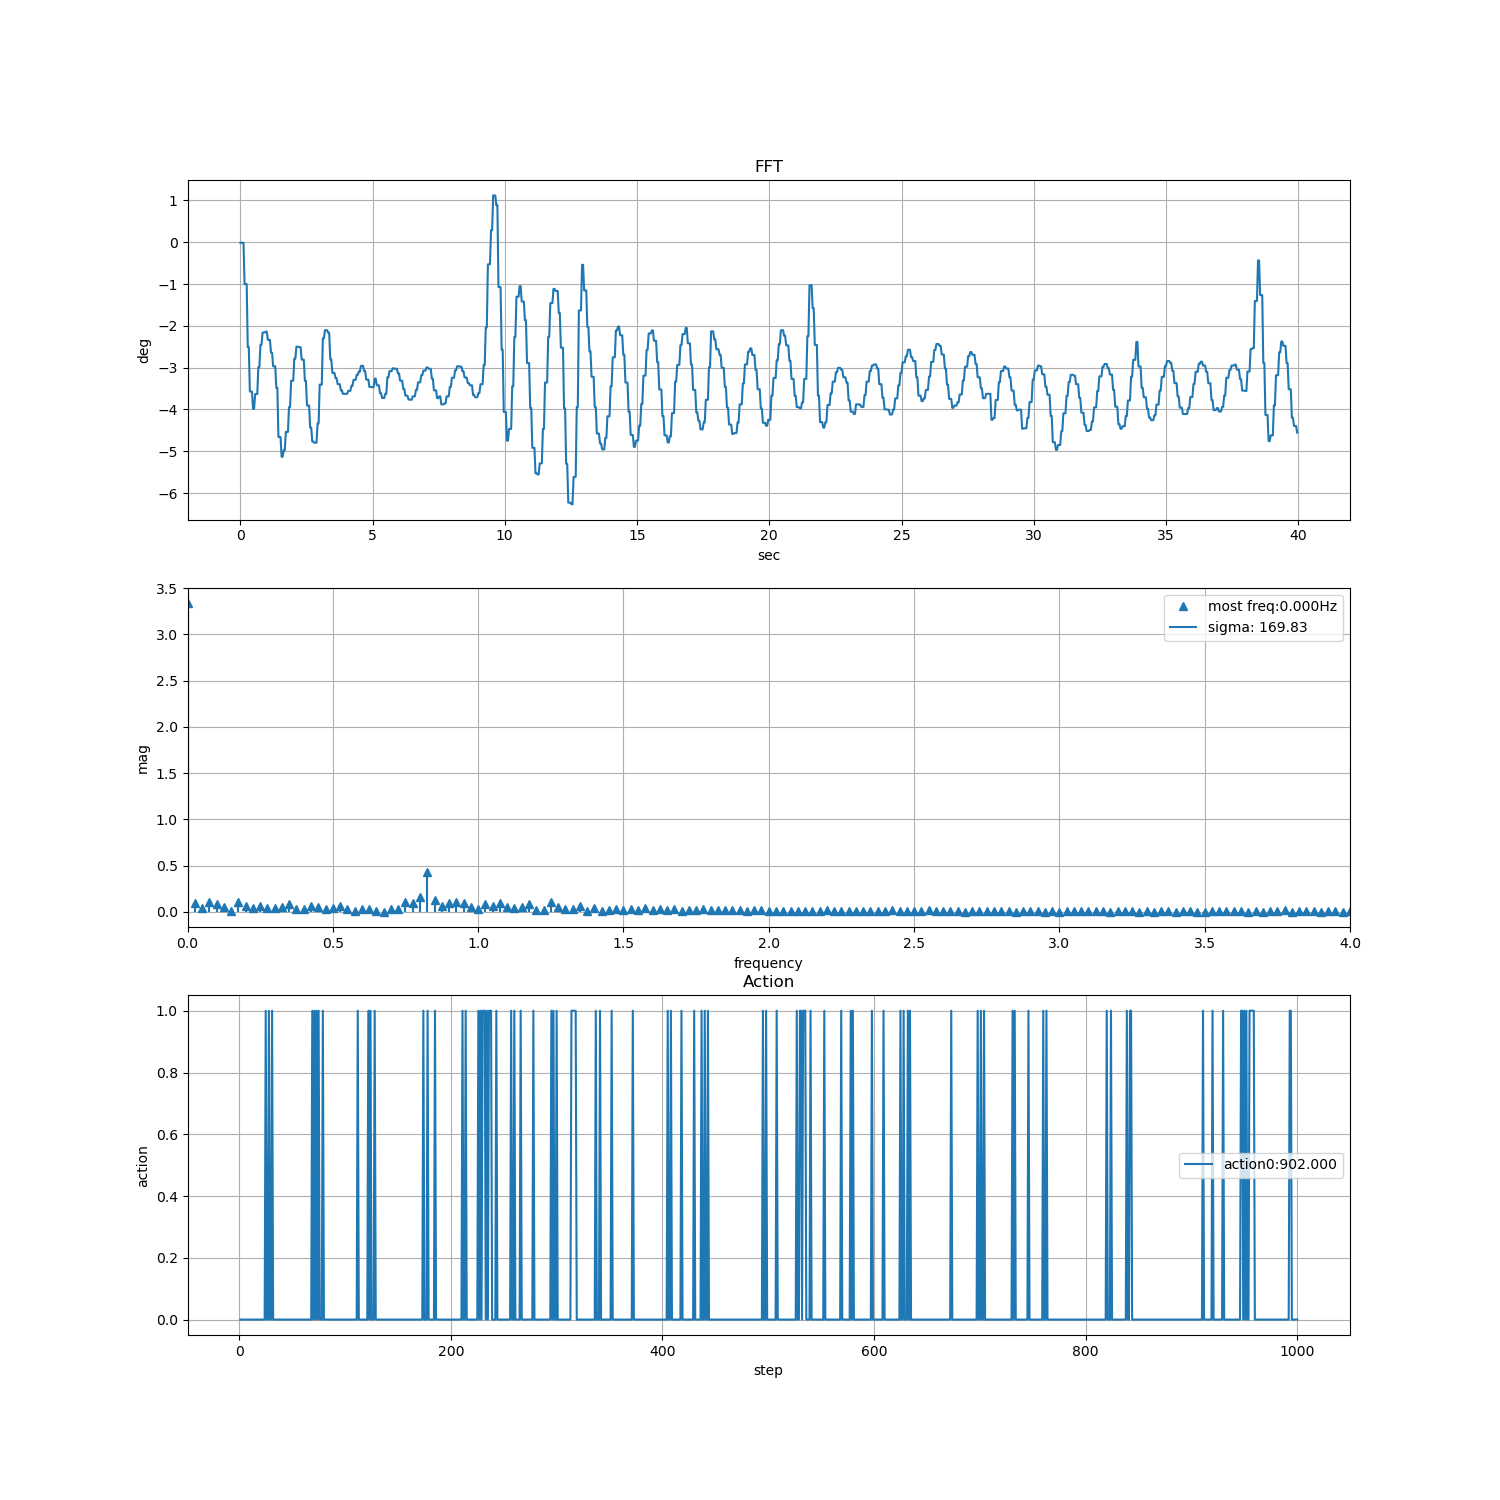 FFT
1
0
−1
−2
−3
−4
−5
−6
deg
0 5 10 15 20 25 30 35 40
sec
3.5
3.0
2.5
2.0
1.5
1.0
0.5
0.0
mag
most freq:0.000Hz
sigma: 169.83
0.0 0.5 1.0 1.5 2.0 2.5 3.0 3.5 4.0
frequency
Action
1.0
0.8
0.6
0.4
0.2
0.0
action
action0:902.000
0 200 400 600 800 1000
step